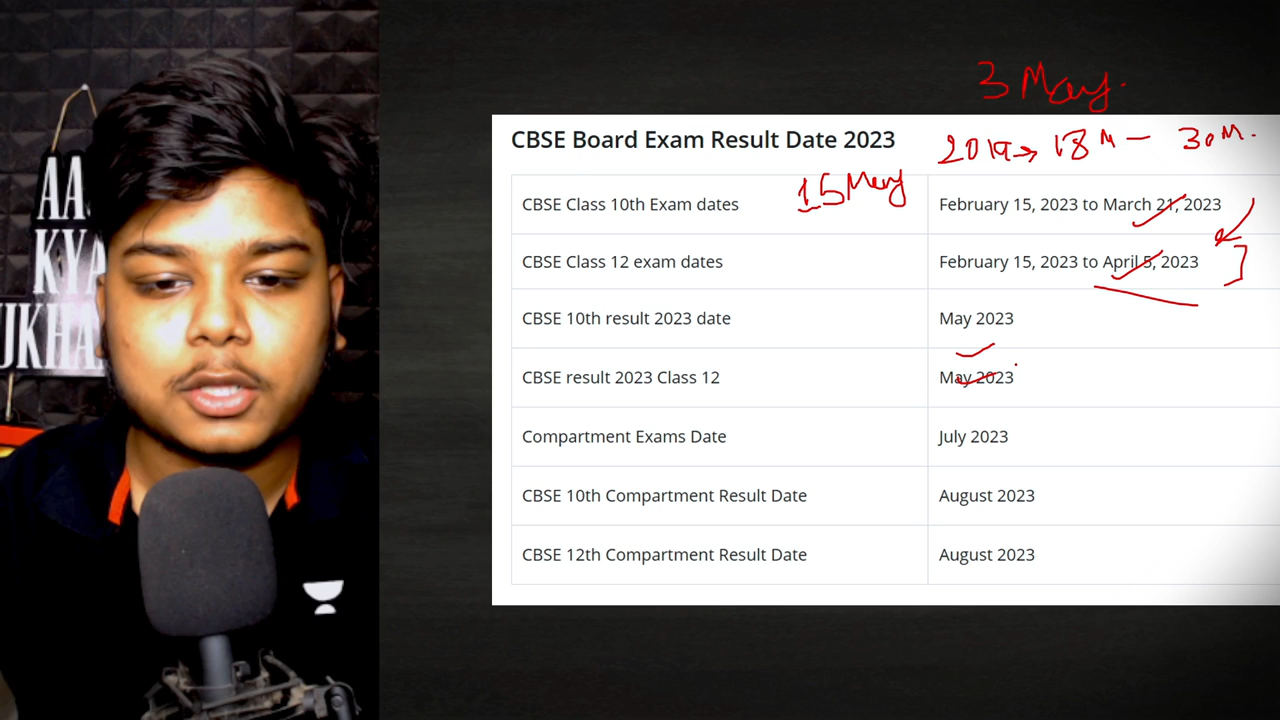 AA
KYA
UKHA
3 May.
CBSE Board Exam Result Date 2023
2019→ 18 M — 30 M.
15 May
CBSE Class 10th Exam dates February 15, 2023 to March 21, 2023
CBSE Class 12 exam dates February 15, 2023 to April 5, 2023
CBSE 10th result 2023 date May 2023
CBSE result 2023 Class 12 May 2023
Compartment Exams Date July 2023
CBSE 10th Compartment Result Date August 2023
CBSE 12th Compartment Result Date August 2023